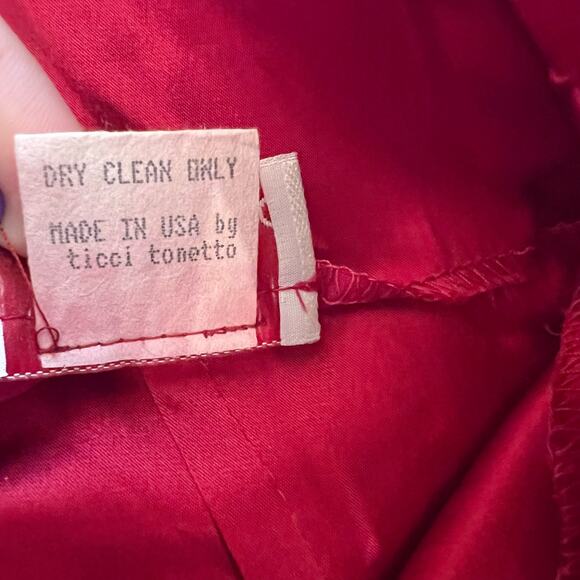 DRY CLEAN ONLY
MADE IN USA by
ticci tonetto